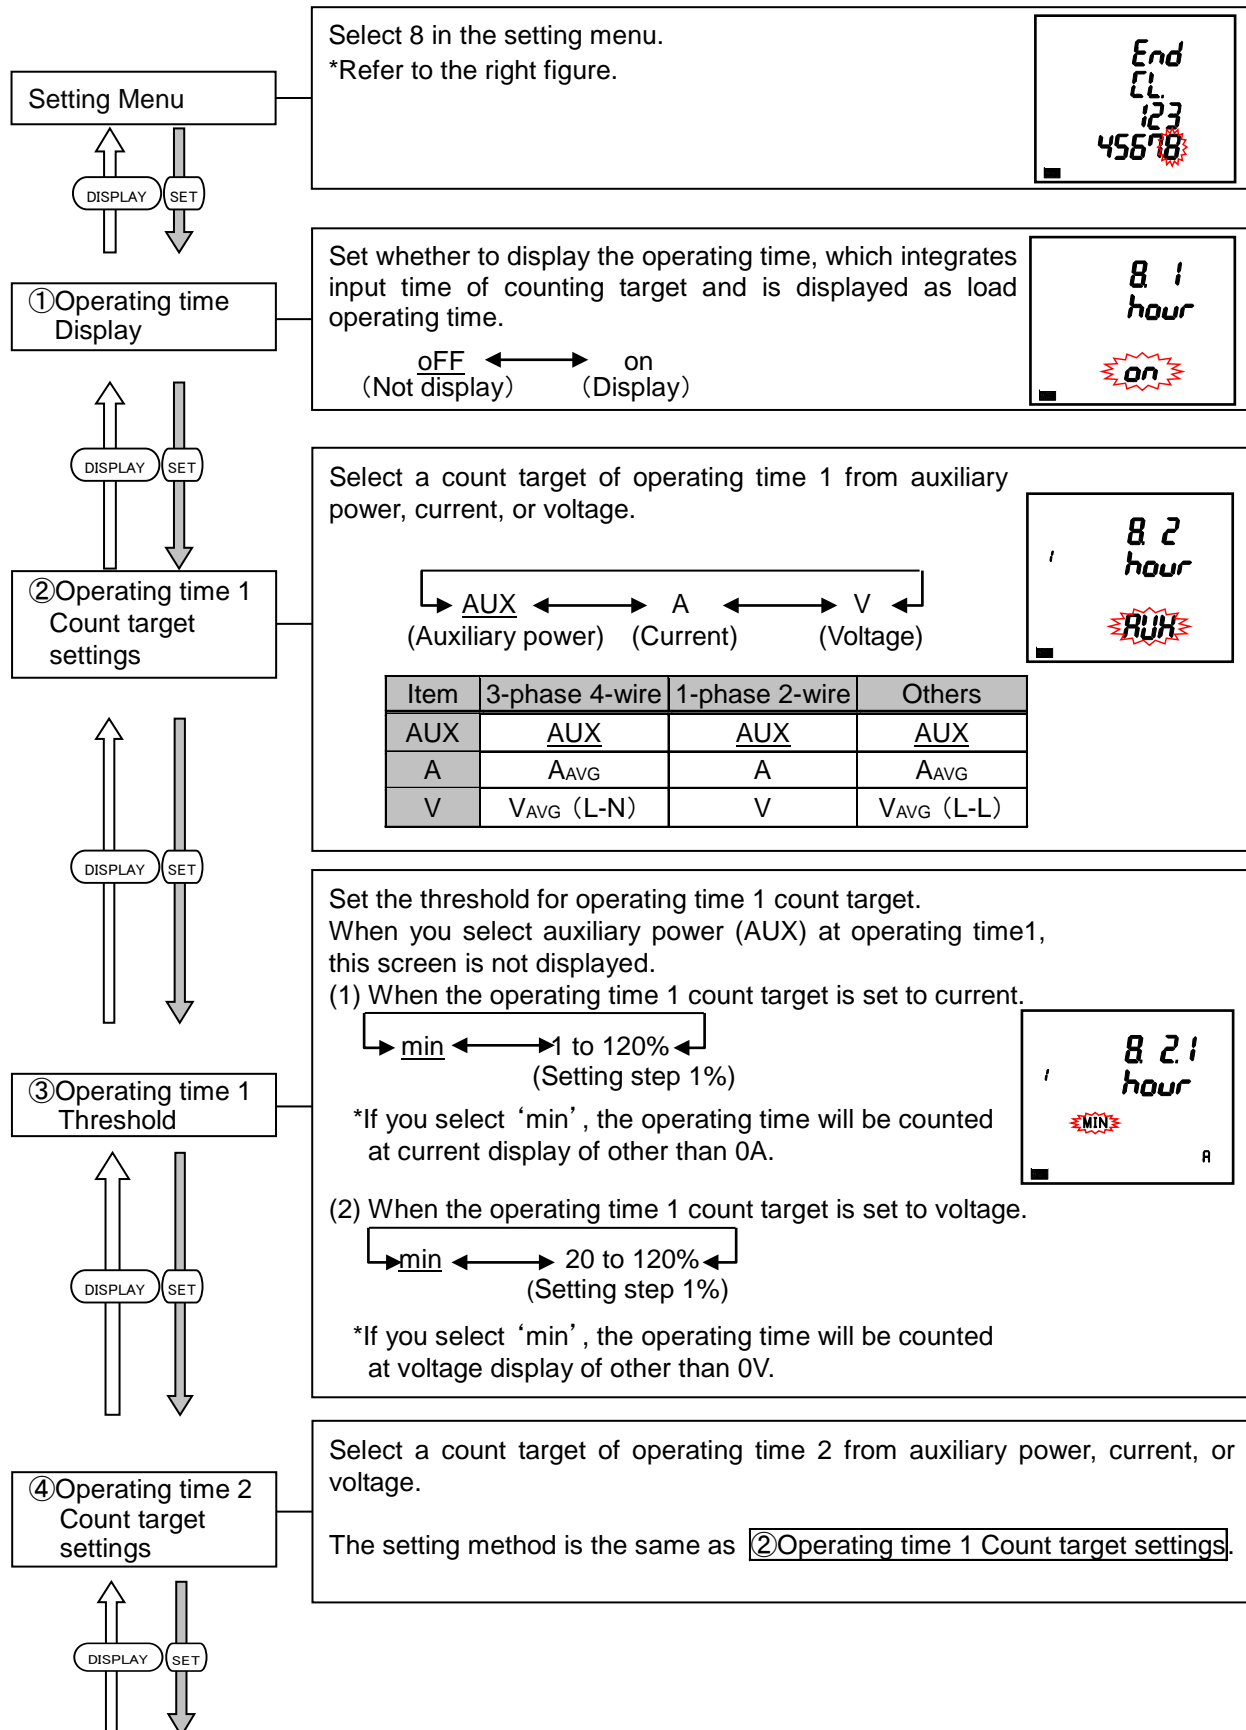 Setting Menu
Select 8 in the setting menu.
*Refer to the right figure.
End
CL.
123
45678
DISPLAY SET
①Operating time
Display
Set whether to display the operating time, which integrates
input time of counting target and is displayed as load
operating time.
oFF on
(Not display) (Display)
8. 1
hour
on
DISPLAY SET
②Operating time 1
Count target
settings
Select a count target of operating time 1 from auxiliary
power, current, or voltage.
AUX A V
(Auxiliary power) (Current) (Voltage)
8. 2
1 hour
AUX
Item 3-phase 4-wire 1-phase 2-wire Others
AUX AUX AUX AUX
A AAVG A AAVG
V VAVG (L-N) V VAVG (L-L)
DISPLAY SET
③Operating time 1
Threshold
Set the threshold for operating time 1 count target.
When you select auxiliary power (AUX) at operating time1,
this screen is not displayed.
(1) When the operating time 1 count target is set to current.
min 1 to 120%
(Setting step 1%)
*If you select ‘min’, the operating time will be counted
at current display of other than 0A.
8. 2.1
1 hour
MIN
A
(2) When the operating time 1 count target is set to voltage.
min 20 to 120%
(Setting step 1%)
*If you select ‘min’, the operating time will be counted
at voltage display of other than 0V.
DISPLAY SET
④Operating time 2
Count target
settings
Select a count target of operating time 2 from auxiliary power, current, or
voltage.
The setting method is the same as ②Operating time 1 Count target settings.
DISPLAY SET